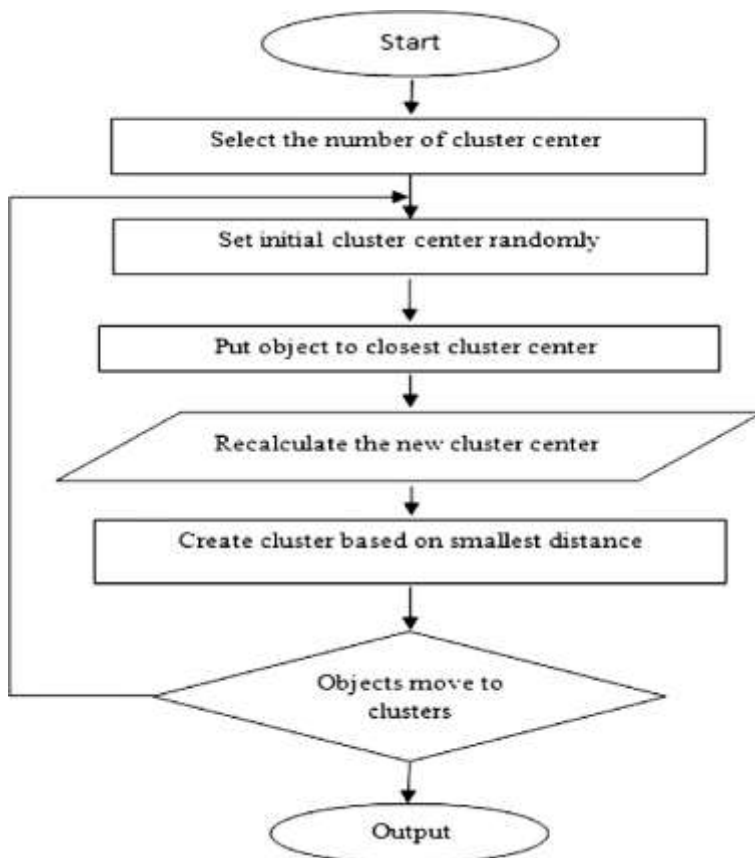 Start
Select the number of cluster center
Set initial cluster center randomly
Put object to closest cluster center
Recalculate the new cluster center
Create cluster based on smallest distance
Objects move to
clusters
Output